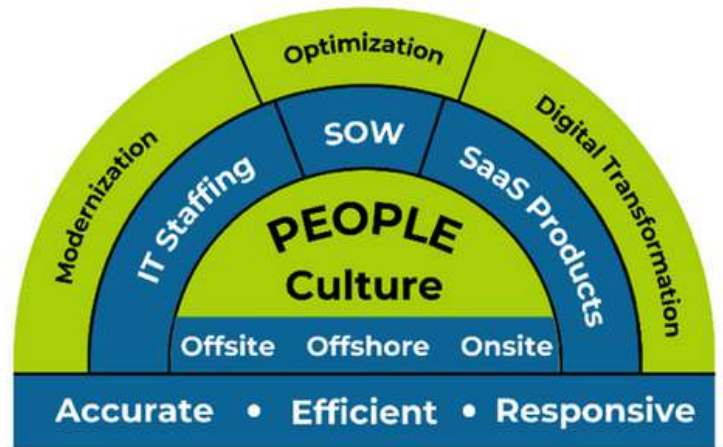 Optimization
Modernization
Digital Transformation
SOW
IT Staffing
SaaS Products
PEOPLE
Culture
Offsite Offshore Onsite
Accurate • Efficient • Responsive